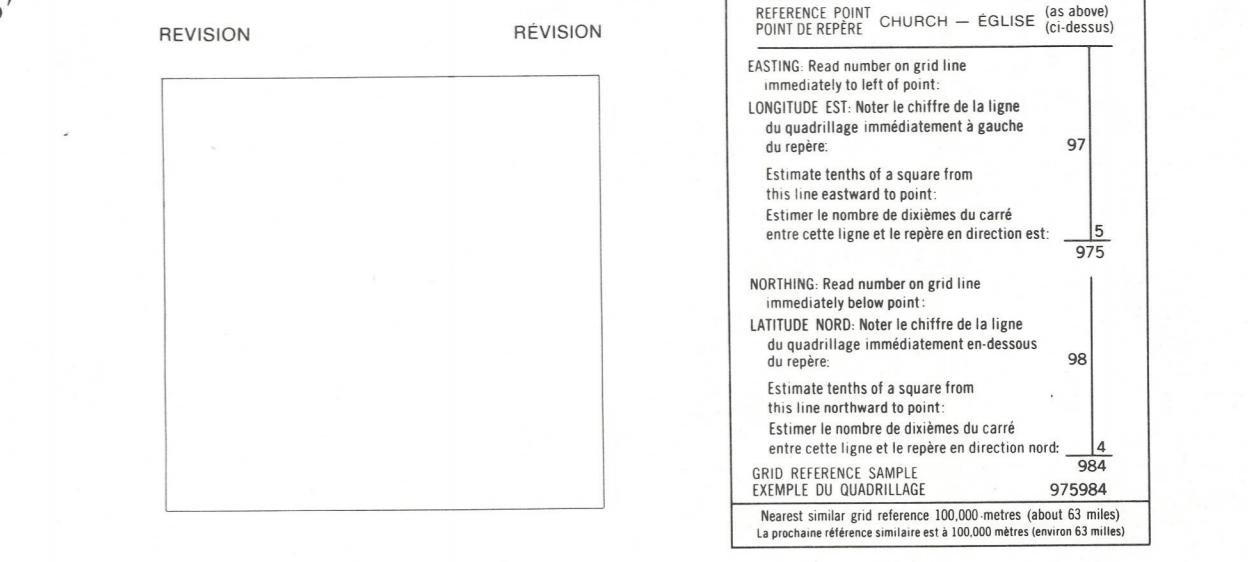 REVISION
RÉVISION
REFERENCE POINT
POINT DE REPÈRE
CHURCH — ÉGLISE
(as above)
(ci-dessus)
EASTING: Read number on grid line
immediately to left of point:
LONGITUDE EST: Noter le chiffre de la ligne
du quadrillage immédiatement à gauche
du repère: 97
Estimate tenths of a square from
this line eastward to point:
Estimer le nombre de dixièmes du carré
entre cette ligne et le repère en direction est: 5
975
NORTHING: Read number on grid line
immediately below point:
LATITUDE NORD: Noter le chiffre de la ligne
du quadrillage immédiatement en-dessous
du repère: 98
Estimate tenths of a square from
this line northward to point:
Estimer le nombre de dixièmes du carré
entre cette ligne et le repère en direction nord: 4
984
GRID REFERENCE SAMPLE
EXEMPLE DU QUADRILLAGE 975984
Nearest similar grid reference 100,000 metres (about 63 miles)
La prochaine référence similaire est à 100,000 mètres (environ 63 milles)